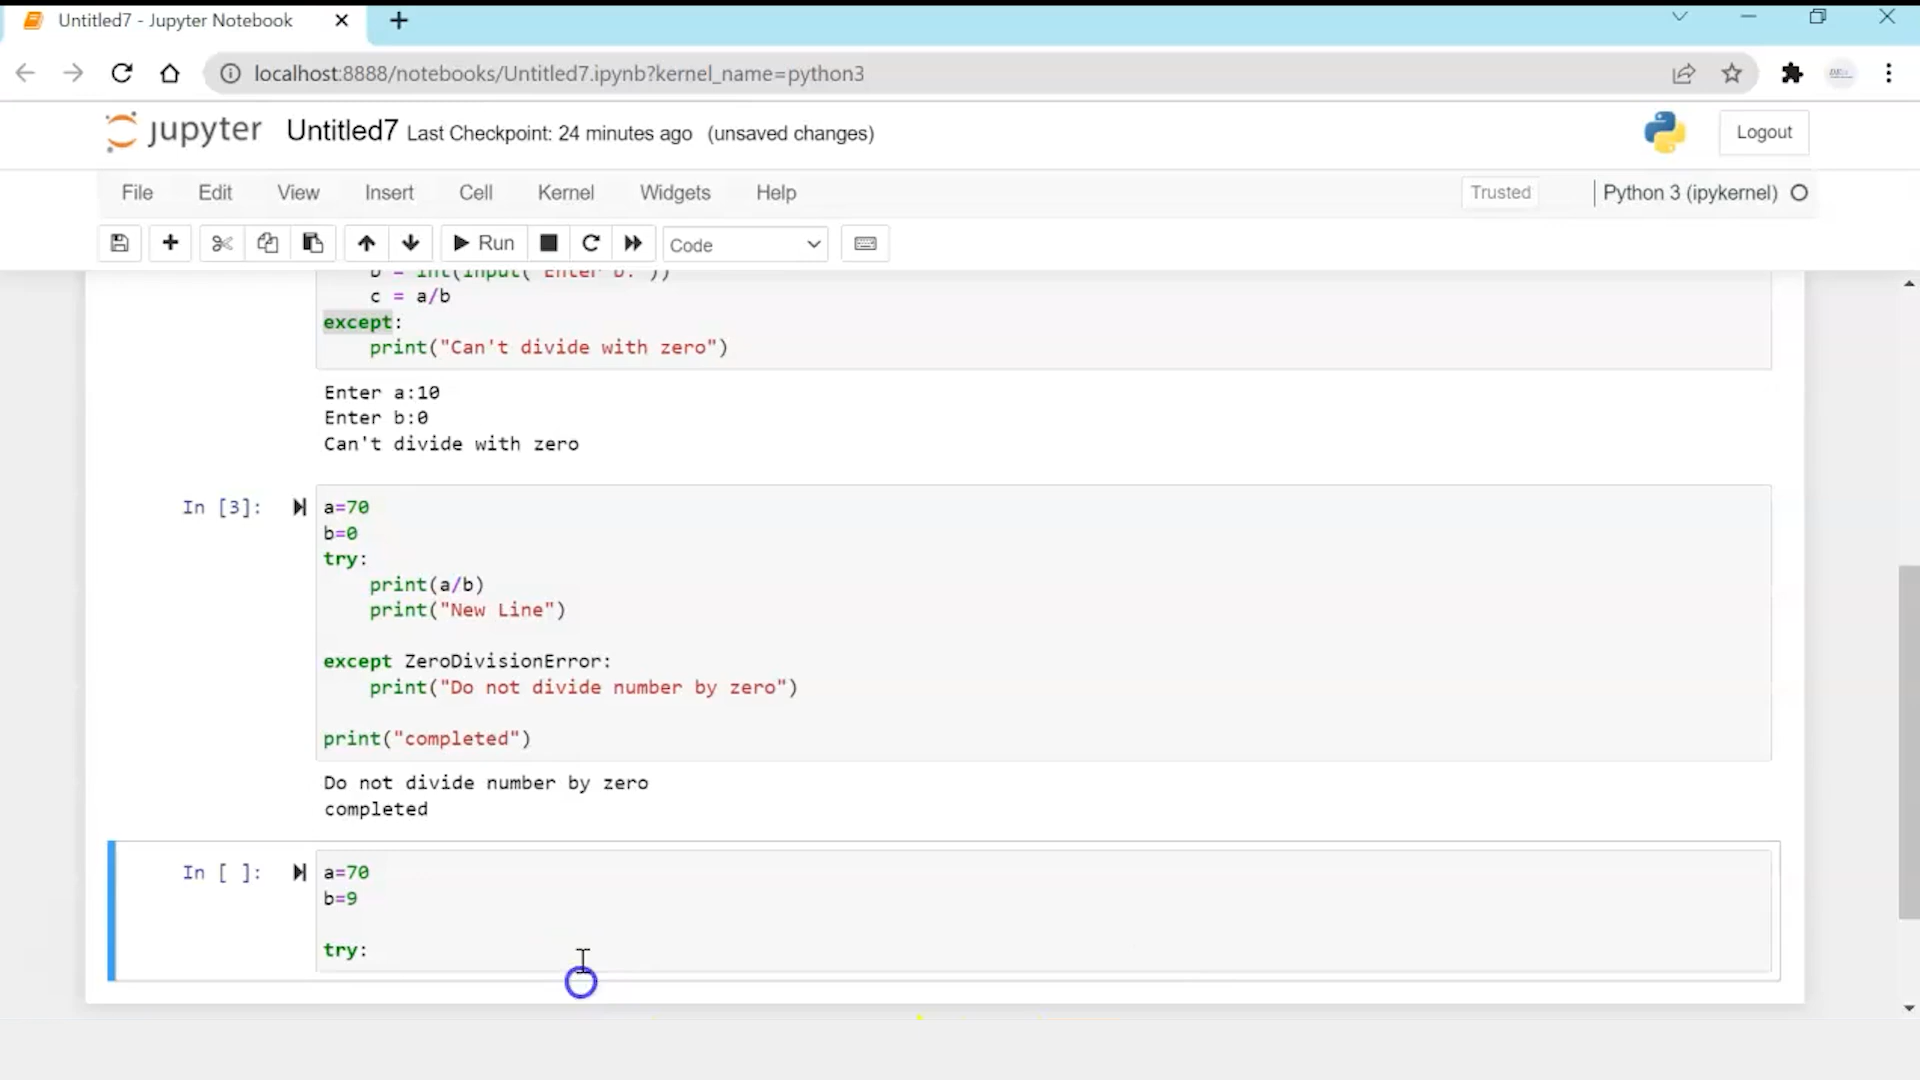 Untitled7 - Jupyter Notebook
localhost:8888/notebooks/Untitled7.ipynb?kernel_name=python3
jupyter Untitled7 Last Checkpoint: 24 minutes ago (unsaved changes)
Logout
File Edit View Insert Cell Kernel Widgets Help
Trusted
Python 3 (ipykernel)
Run
Code
b = int(input("Enter b:"))
c = a/b
except:
print("Can't divide with zero")
Enter a:10
Enter b:0
Can't divide with zero
In [3]:
a=70
b=0
try:
print(a/b)
print("New Line")
except ZeroDivisionError:
print("Do not divide number by zero")
print("completed")
Do not divide number by zero
completed
In [ ]:
a=70
b=9
try: